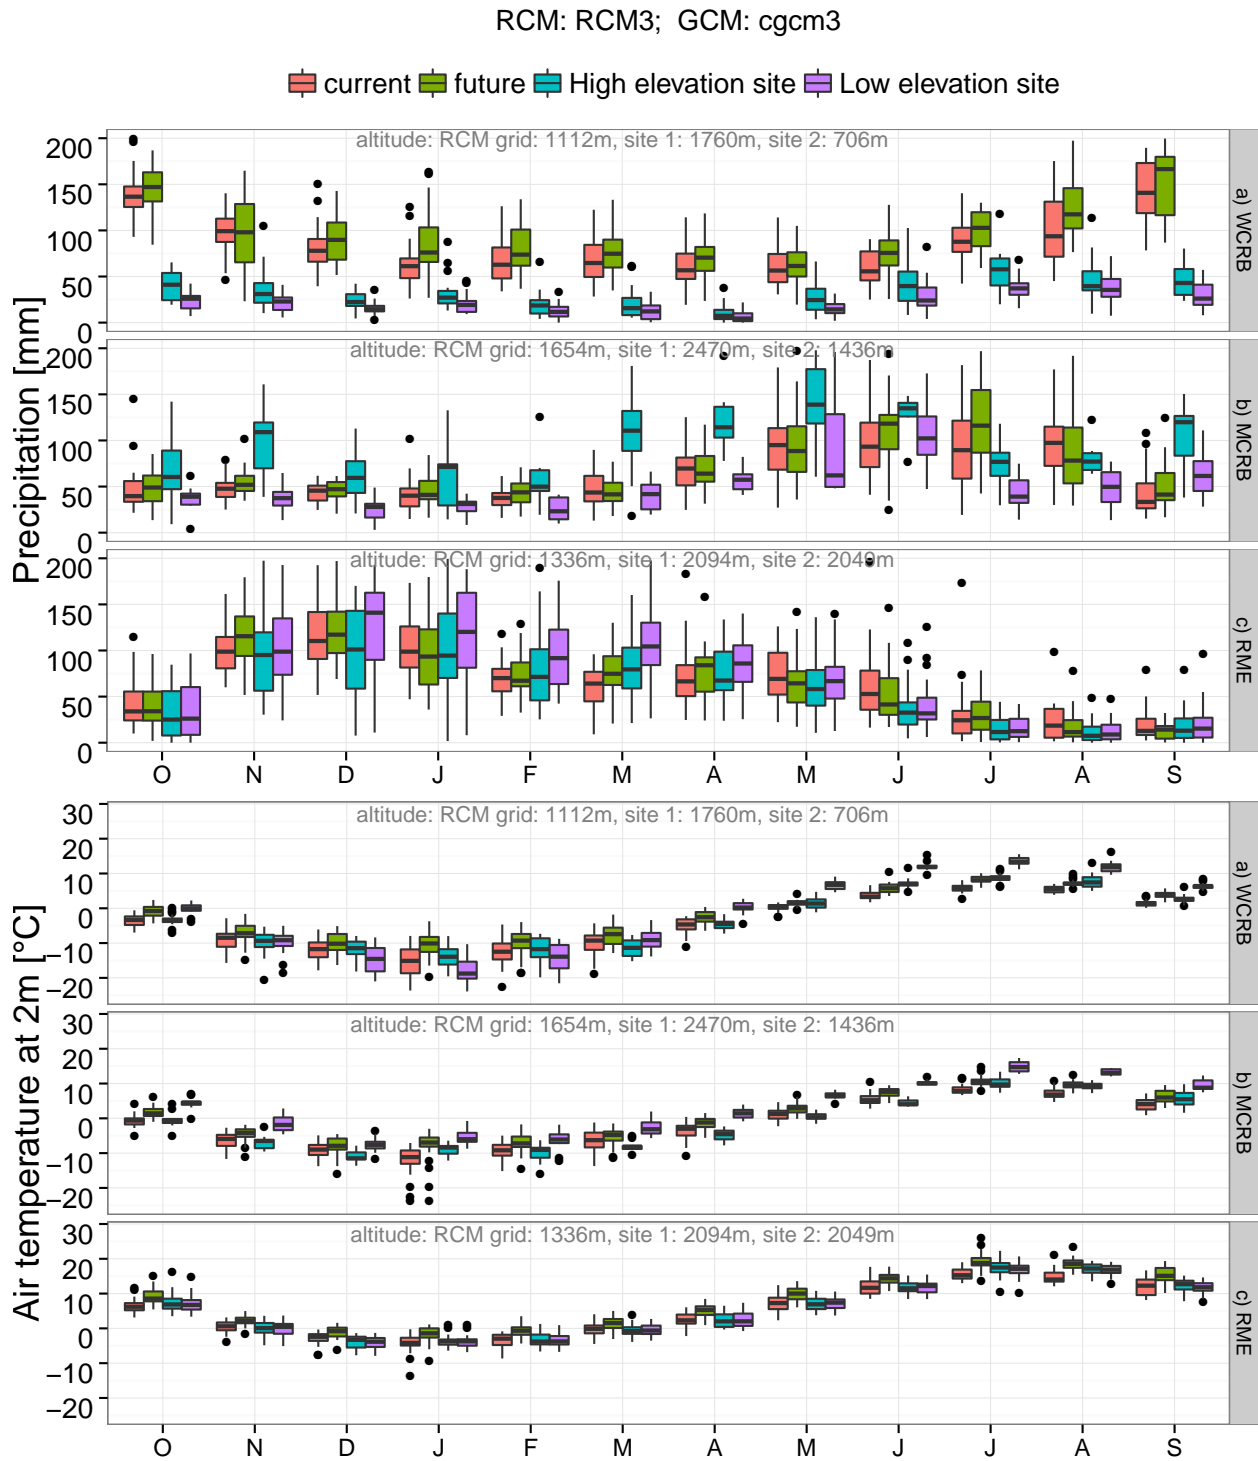 RCM: RCM3;  GCM: cgcm3
current future High elevation site Low elevation site
Precipitation [mm]
altitude: RCM grid: 1112m, site 1: 1760m, site 2: 706m
200
150
100
50
0
a) WCRB
altitude: RCM grid: 1654m, site 1: 2470m, site 2: 1436m
200
150
100
50
0
b) MCRB
altitude: RCM grid: 1336m, site 1: 2094m, site 2: 2049m
200
150
100
50
0
c) RME
O N D J F M A M J J A S
Air temperature at 2m [°C]
altitude: RCM grid: 1112m, site 1: 1760m, site 2: 706m
30
20
10
0
−10
−20
a) WCRB
altitude: RCM grid: 1654m, site 1: 2470m, site 2: 1436m
30
20
10
0
−10
−20
b) MCRB
altitude: RCM grid: 1336m, site 1: 2094m, site 2: 2049m
30
20
10
0
−10
−20
c) RME
O N D J F M A M J J A S